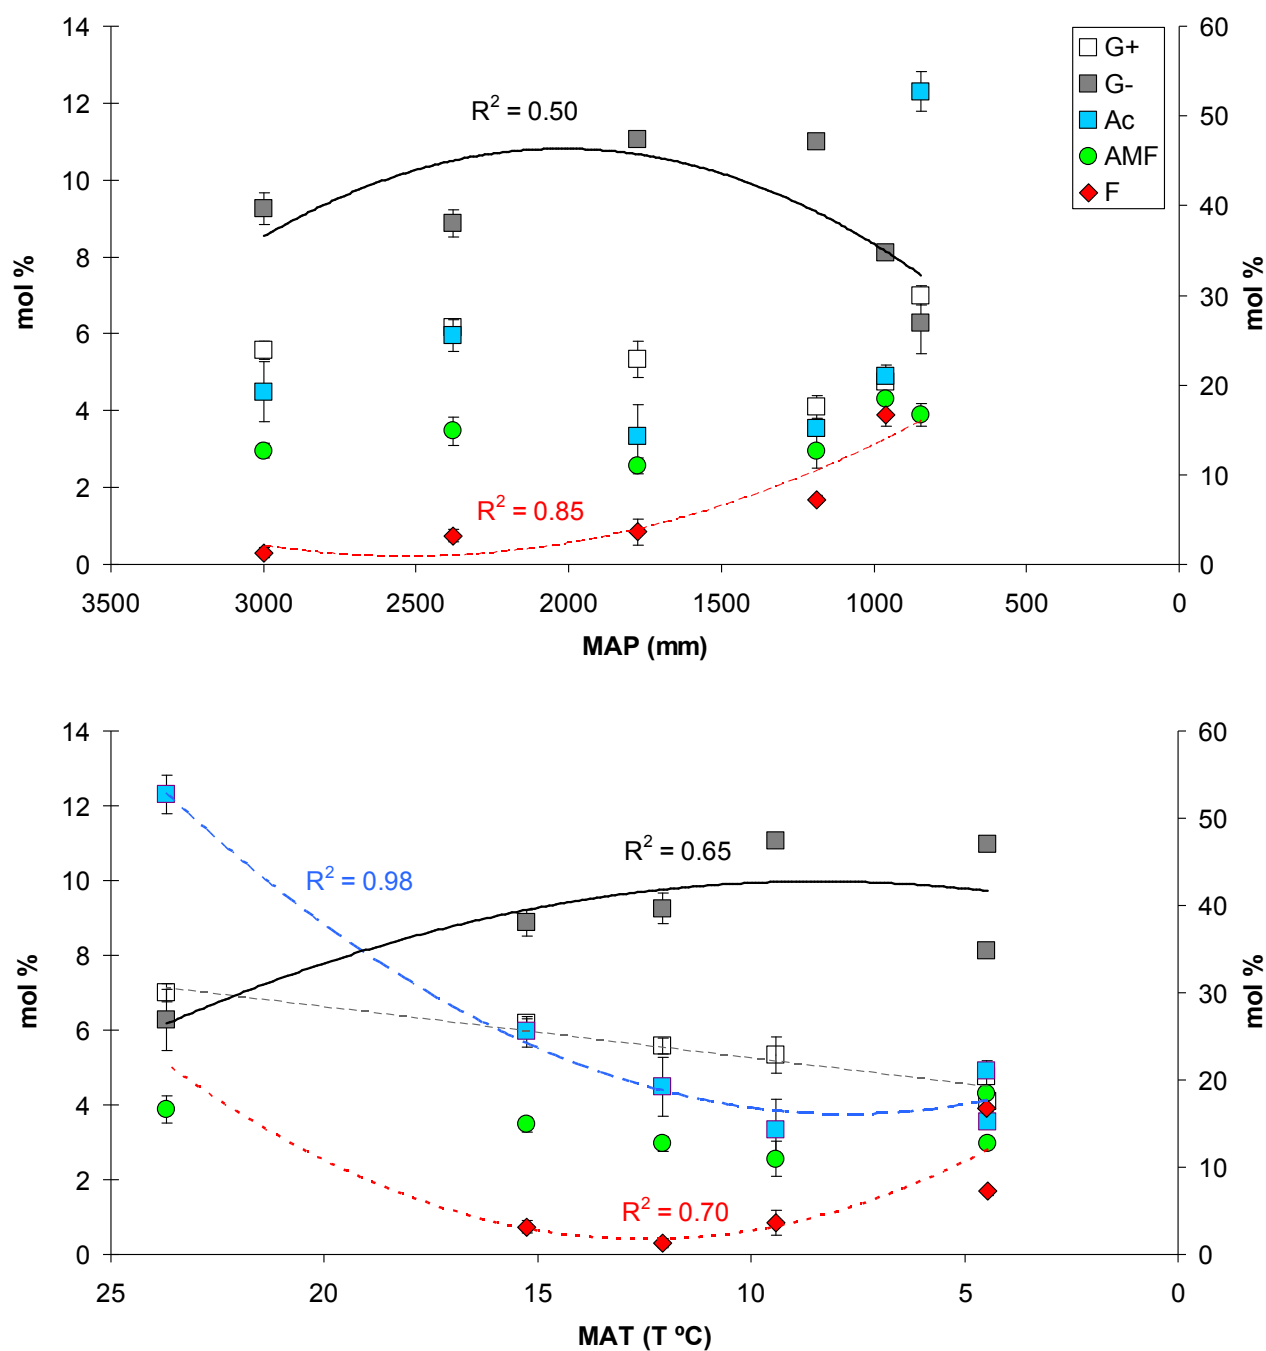 14
12
10
8
6
4
2
0
60
50
40
30
20
10
0
mol %
mol %
G+
G-
Ac
AMF
F
R² = 0.50
R² = 0.85
3500 3000 2500 2000 1500 1000 500 0
MAP (mm)
14
12
10
8
6
4
2
0
60
50
40
30
20
10
0
mol %
mol %
R² = 0.65
R² = 0.98
R² = 0.70
25 20 15 10 5 0
MAT (T ºC)